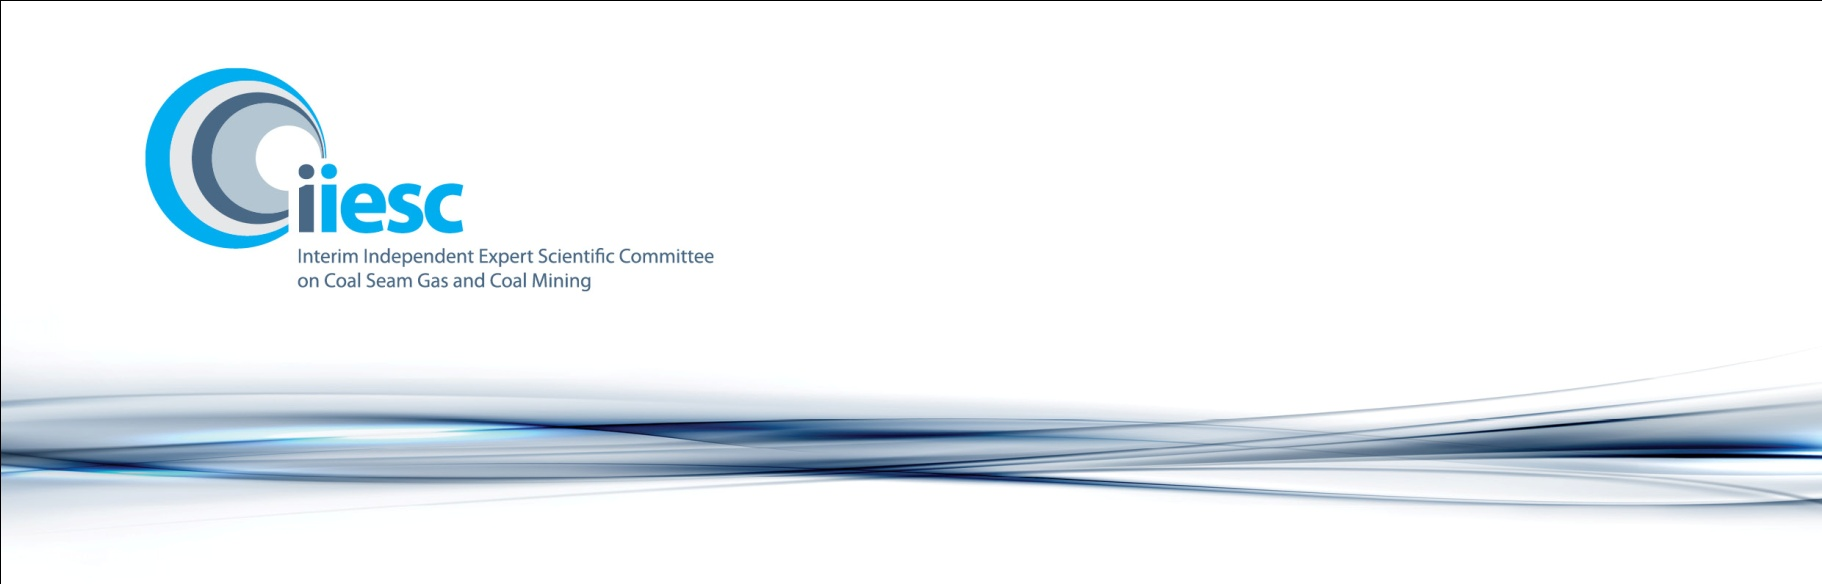 iiesc
Interim Independent Expert Scientific Committee
on Coal Seam Gas and Coal Mining